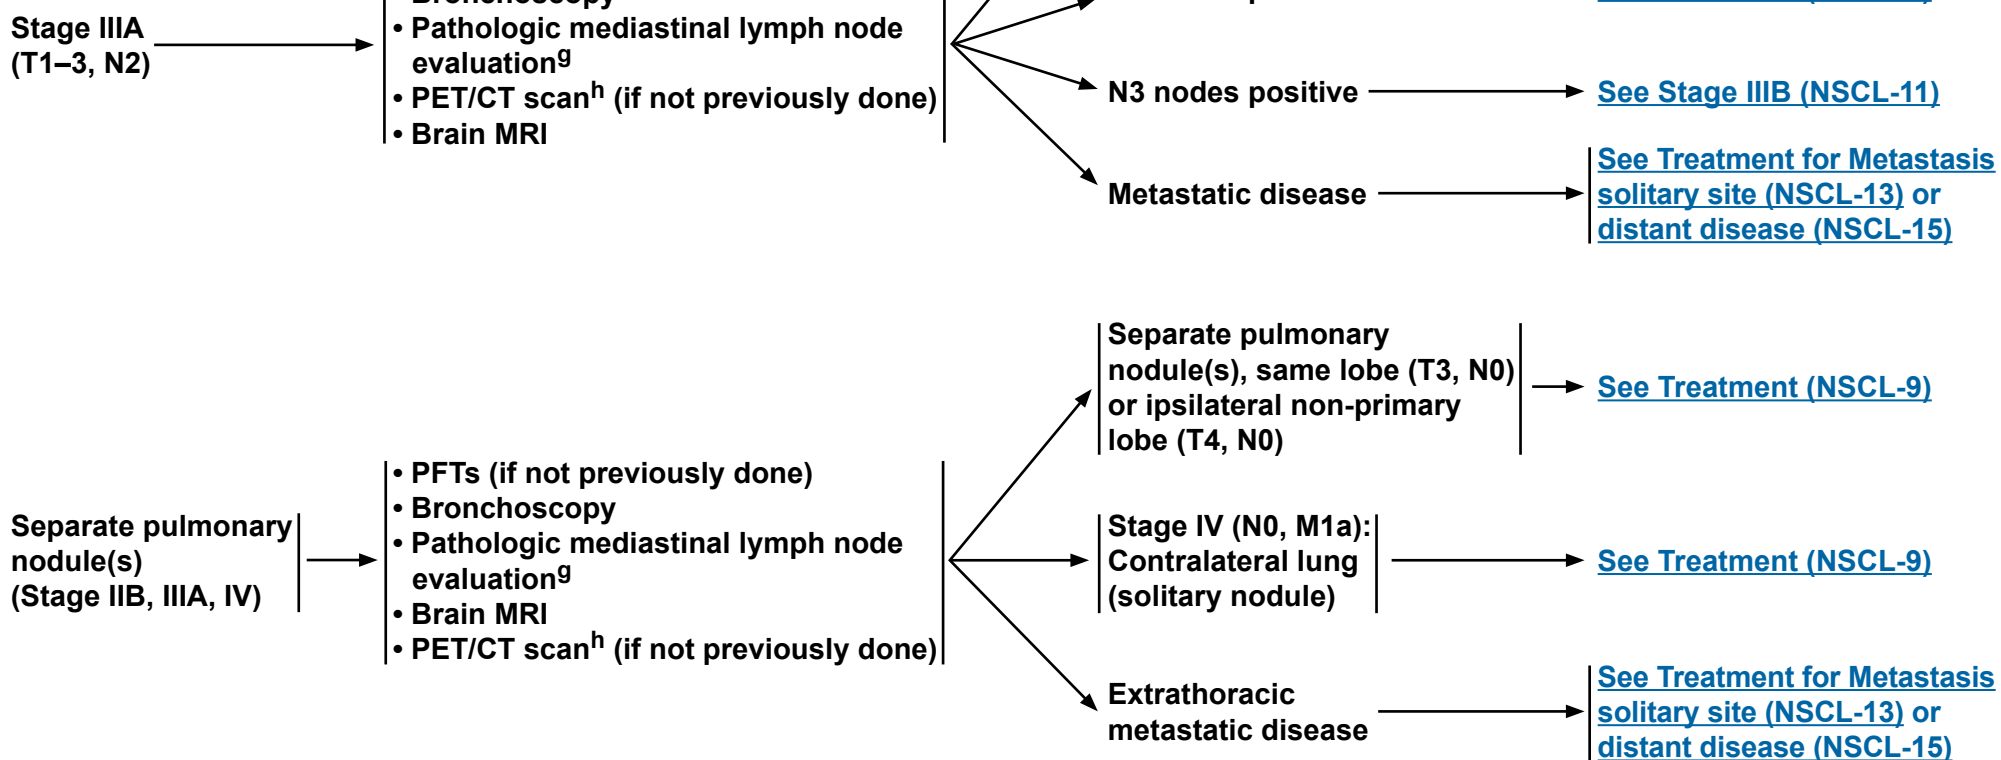 Stage IIIA
(T1–3, N2)
• Pathologic mediastinal lymph node
evaluationg
• PET/CT scanh (if not previously done)
• Brain MRI
N3 nodes positive
See Stage IIIB (NSCL-11)
Metastatic disease
See Treatment for Metastasis
solitary site (NSCL-13) or
distant disease (NSCL-15)
Separate pulmonary
nodule(s)
(Stage IIB, IIIA, IV)
• PFTs (if not previously done)
• Bronchoscopy
• Pathologic mediastinal lymph node
evaluationg
• Brain MRI
• PET/CT scanh (if not previously done)
Separate pulmonary
nodule(s), same lobe (T3, N0)
or ipsilateral non-primary
lobe (T4, N0)
See Treatment (NSCL-9)
Stage IV (N0, M1a):
Contralateral lung
(solitary nodule)
See Treatment (NSCL-9)
Extrathoracic
metastatic disease
See Treatment for Metastasis
solitary site (NSCL-13) or
distant disease (NSCL-15)